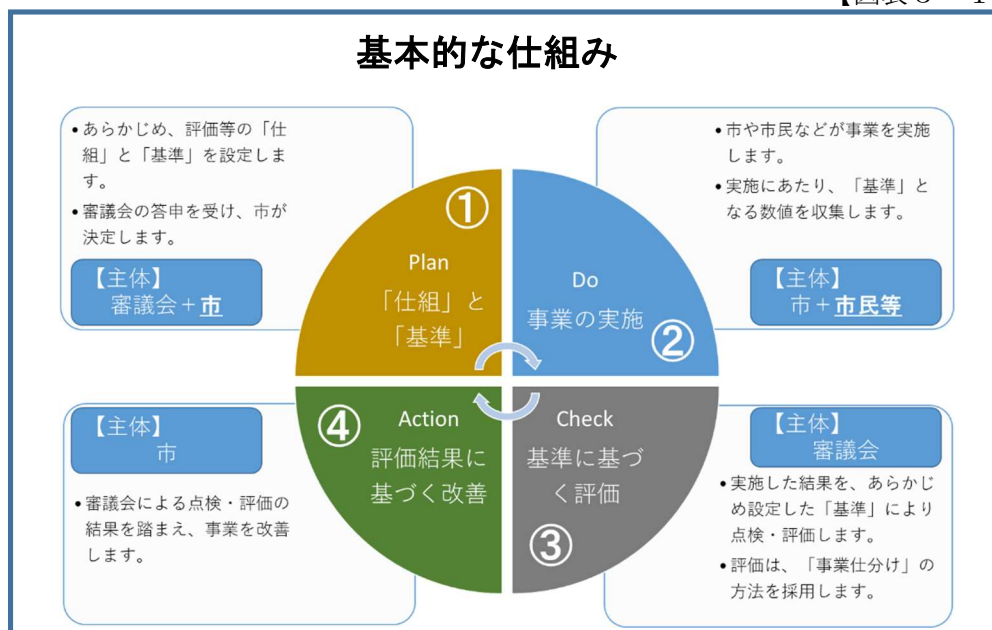 基本的な仕組み
•あらかじめ、評価等の「仕
組」と「基準」を設定しま
す。
•審議会の答申を受け、市が
決定します。
【主体】
審議会+市
•市や市民などが事業を実施
します。
•実施にあたり、「基準」と
なる数値を収集します。
【主体】
市+市民等
①
Plan
「仕組」と
「基準」
Do
事業の実施
②
④
Action
評価結果に
基づく改善
Check
基準に基づ
く評価
③
【主体】
市
•審議会による点検・評価の
結果を踏まえ、事業を改善
します。
【主体】
審議会
•実施した結果を、あらかじ
め設定した「基準」により
点検・評価します。
•評価は、「事業仕分け」の
方法を採用します。